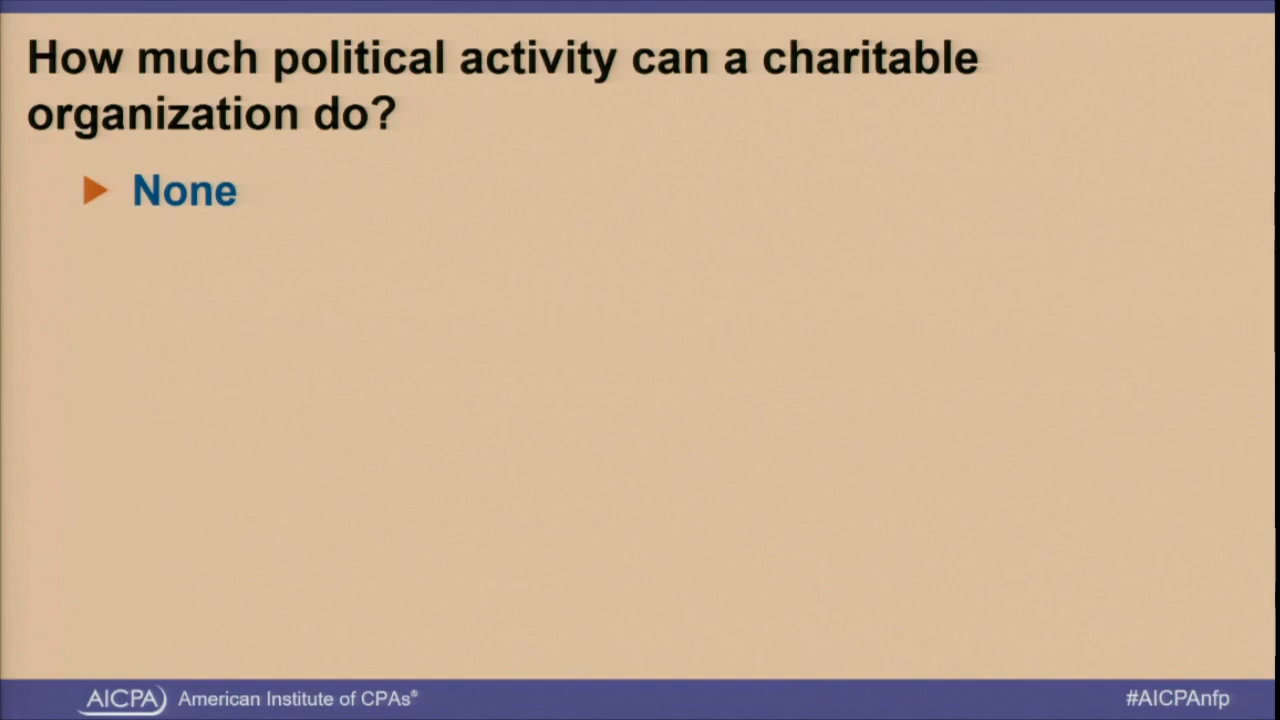 How much political activity can a charitable
organization do?
None
AICPA American Institute of CPAs®
#AICPAnfp